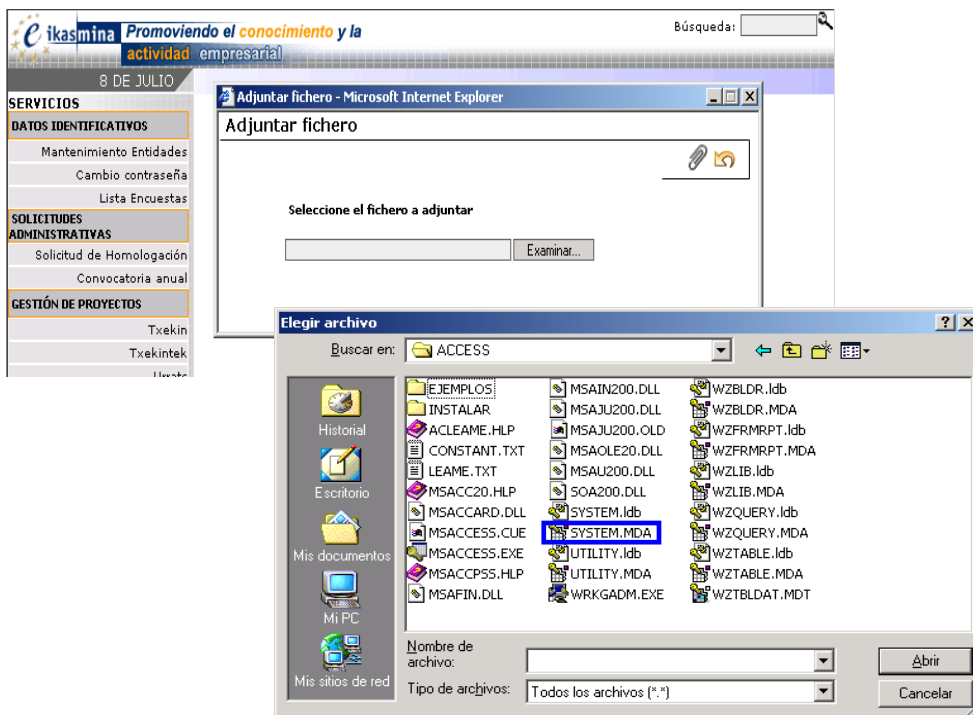 e ikasmina Promoviendo el conocimiento y la
actividad empresarial
Búsqueda:
8 DE JULIO
SERVICIOS
DATOS IDENTIFICATIVOS
Mantenimiento Entidades
Cambio contraseña
Lista Encuestas
SOLICITUDES
ADMINISTRATIVAS
Solicitud de Homologación
Convocatoria anual
GESTIÓN DE PROYECTOS
Txekin
Txekintek
Adjuntar fichero - Microsoft Internet Explorer
Adjuntar fichero
Seleccione el fichero a adjuntar
Examinar...
Elegir archivo
Buscar en: ACCESS
Historial
Escritorio
Mis documentos
Mi PC
Mis sitios de red
EJEMPLOS
INSTALAR
ACLEAME.HLP
CONSTANT.TXT
LEAME.TXT
MSACC20.HLP
MSACCARD.DLL
MSACCESS.CUE
MSACCESS.EXE
MSACCPSS.HLP
MSAFIN.DLL
MSAIN200.DLL
MSAJU200.DLL
MSAJU200.OLD
MSAOLE20.DLL
MSAU200.DLL
SOA200.DLL
SYSTEM.ldb
SYSTEM.MDA
UTILITY.ldb
UTILITY.MDA
WRKGADM.EXE
WZBLDR.ldb
WZBLDR.MDA
WZFRMRPT.ldb
WZFRMRPT.MDA
WZLIB.ldb
WZLIB.MDA
WZQUERY.ldb
WZQUERY.MDA
WZTABLE.ldb
WZTABLE.MDA
WZTBLDAT.MDT
Nombre de
archivo:
Abrir
Tipo de archivos: Todos los archivos (*.*)
Cancelar